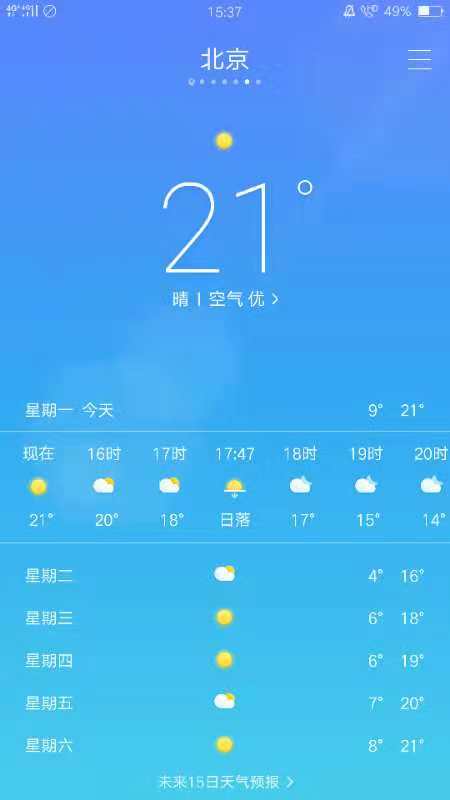 15:37 49%
北京
21°
晴 | 空气 优 >
星期一 今天 9° 21°
现在 16时 17时 17:47 18时 19时 20时
21° 20° 18° 日落 17° 15° 14°
星期二 4° 16°
星期三 6° 18°
星期四 6° 19°
星期五 7° 20°
星期六 8° 21°
未来15日天气预报 >